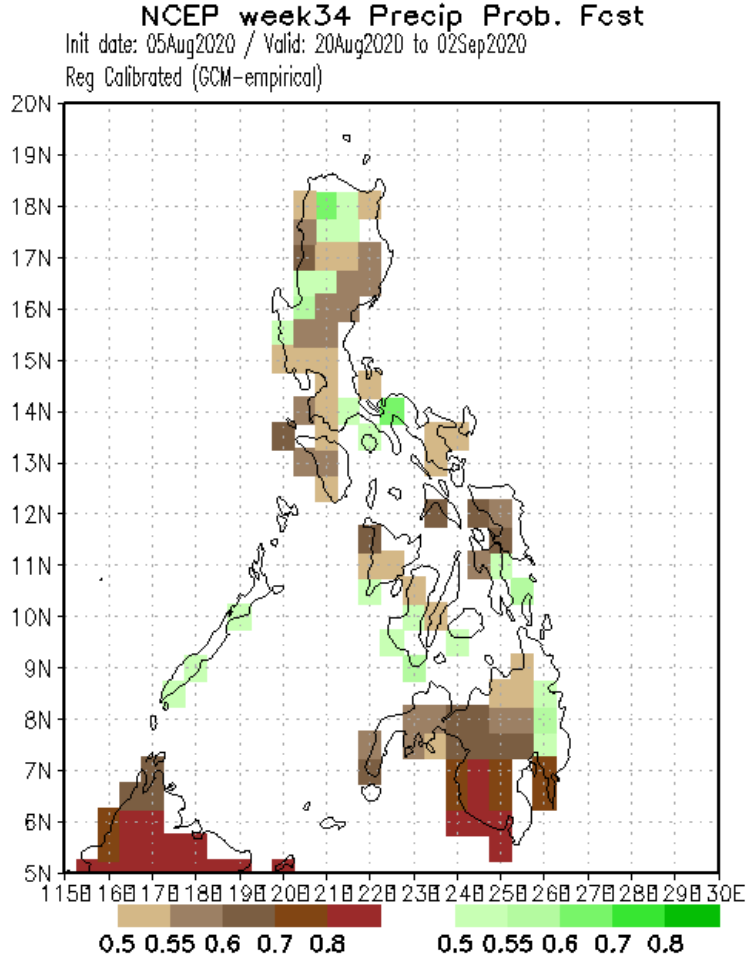 NCEP week34 Precip Prob. Fcst
Init date: 05Aug2020 / Valid: 20Aug2020 to 02Sep2020
Reg Calibrated (GCM-empirical)
20N
19N
18N
17N
16N
15N
14N
13N
12N
11N
10N
9N
8N
7N
6N
5N
115E 116E 117E 118E 119E 120E 121E 122E 123E 124E 125E 126E 127E 128E 129E 130E
0.5 0.55 0.6 0.7 0.8 0.5 0.55 0.6 0.7 0.8